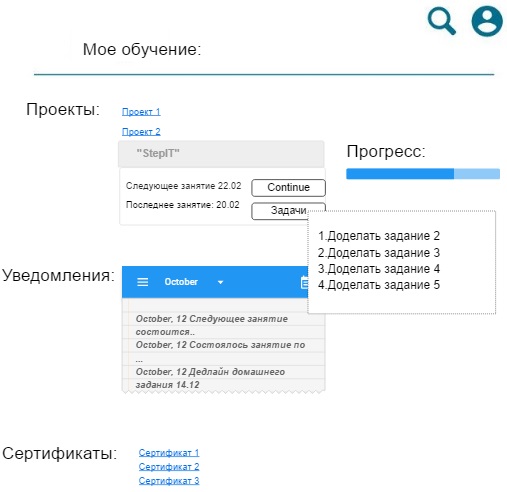 Мое обучение:
Проекты:
Проект 1
Проект 2
"StepIT"
Следующее занятие 22.02
Continue
Последнее занятие: 20.02
Задачи
Прогресс:
1.Доделать задание 2
2.Доделать задание 3
3.Доделать задание 4
4.Доделать задание 5
Уведомления:
October
October, 12 Следующее занятие
состоится..
October, 12 Состоялось занятие по
...
October, 12 Дедлайн домашнего
задания 14.12
Сертификаты:
Сертификат 1
Сертификат 2
Сертификат 3